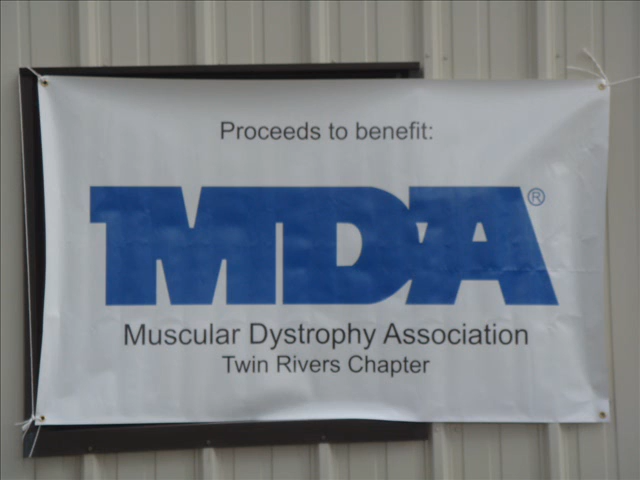 Proceeds to benefit:
MDA®
Muscular Dystrophy Association
Twin Rivers Chapter